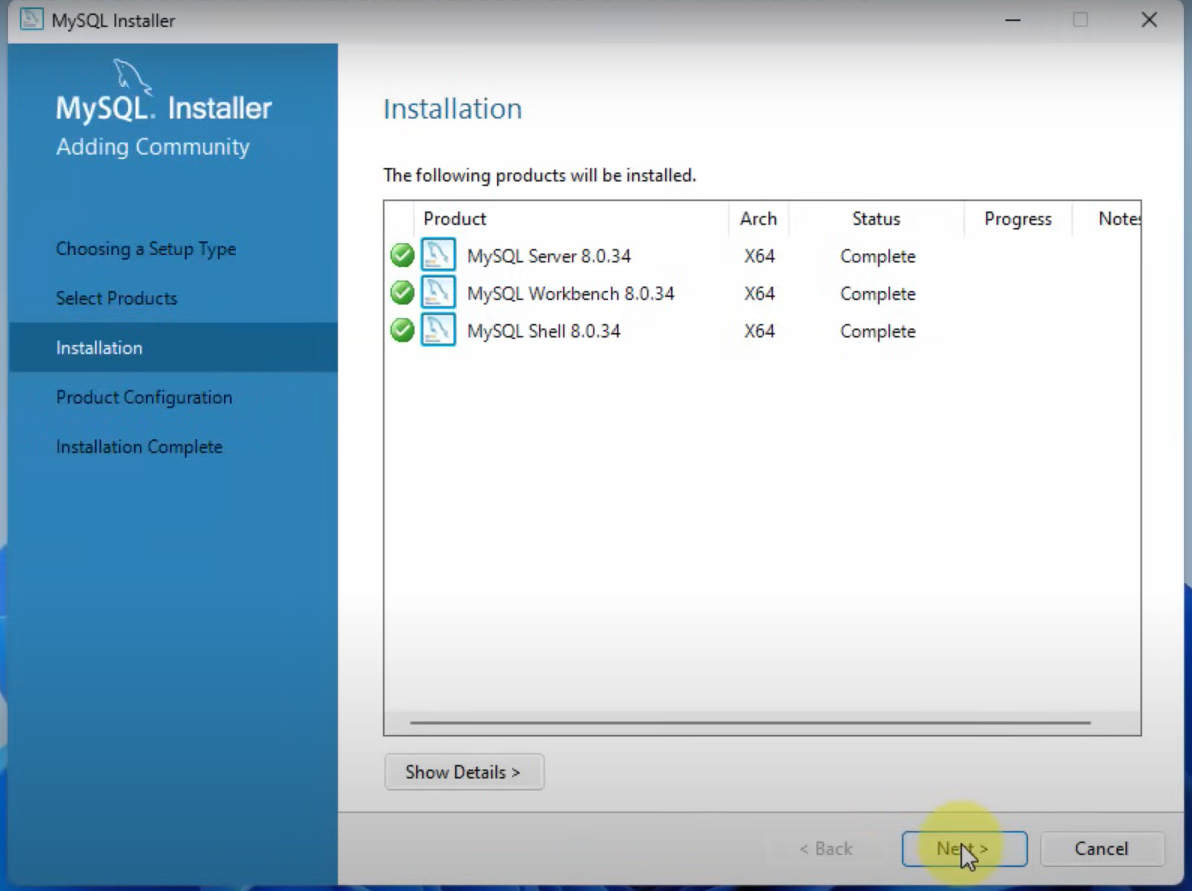 MySQL Installer
MySQL. Installer
Adding Community
Choosing a Setup Type
Select Products
Installation
Product Configuration
Installation Complete
Installation
The following products will be installed.
Product Arch Status Progress Notes
MySQL Server 8.0.34 X64 Complete
MySQL Workbench 8.0.34 X64 Complete
MySQL Shell 8.0.34 X64 Complete
Show Details >
< Back Next > Cancel